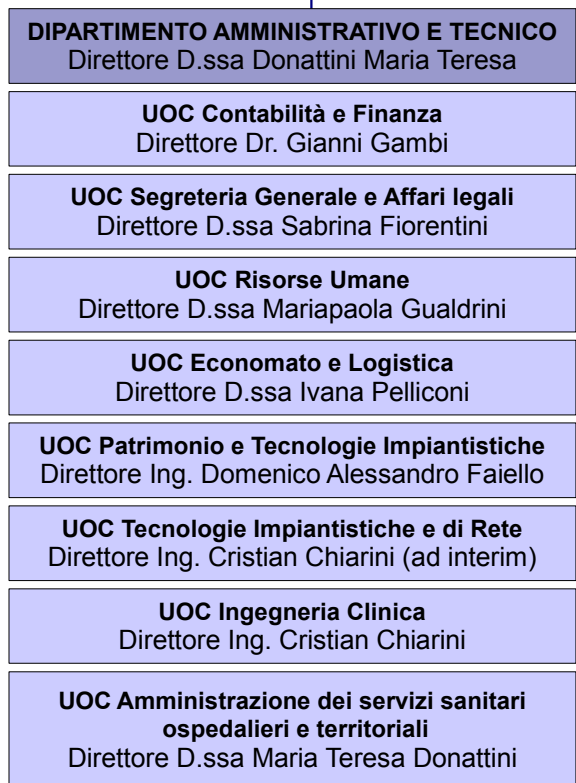 DIPARTIMENTO AMMINISTRATIVO E TECNICO
Direttore D.ssa Donattini Maria Teresa
UOC Contabilità e Finanza
Direttore Dr. Gianni Gambi
UOC Segreteria Generale e Affari legali
Direttore D.ssa Sabrina Fiorentini
UOC Risorse Umane
Direttore D.ssa Mariapaola Gualdrini
UOC Economato e Logistica
Direttore D.ssa Ivana Pelliconi
UOC Patrimonio e Tecnologie Impiantistiche
Direttore Ing. Domenico Alessandro Faiello
UOC Tecnologie Impiantistiche e di Rete
Direttore Ing. Cristian Chiarini (ad interim)
UOC Ingegneria Clinica
Direttore Ing. Cristian Chiarini
UOC Amministrazione dei servizi sanitari
ospedalieri e territoriali
Direttore D.ssa Maria Teresa Donattini